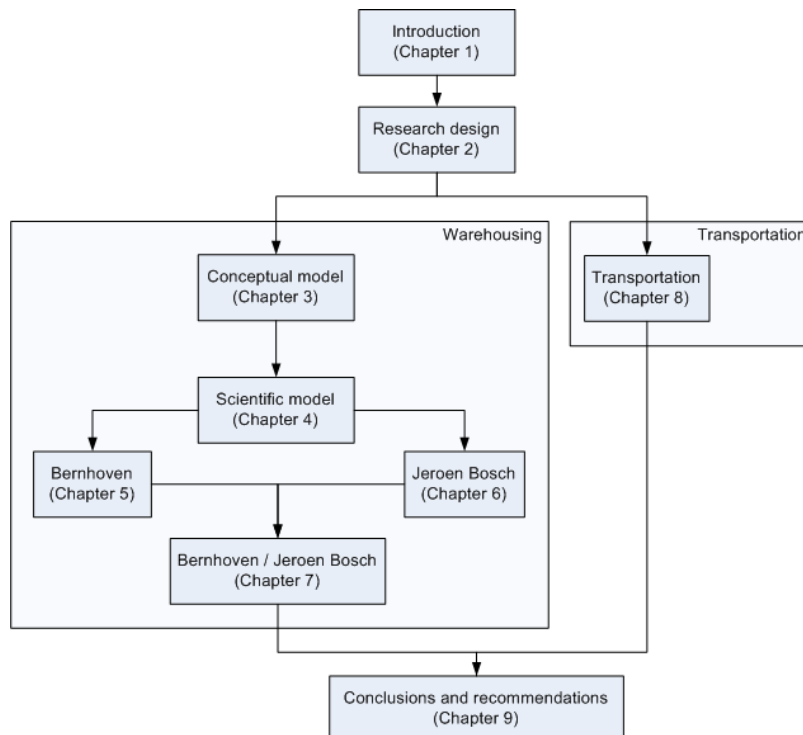 Introduction
(Chapter 1)
Research design
(Chapter 2)
Warehousing
Transportation
Conceptual model
(Chapter 3)
Transportation
(Chapter 8)
Scientific model
(Chapter 4)
Bernhoven
(Chapter 5)
Jeroen Bosch
(Chapter 6)
Bernhoven / Jeroen Bosch
(Chapter 7)
Conclusions and recommendations
(Chapter 9)